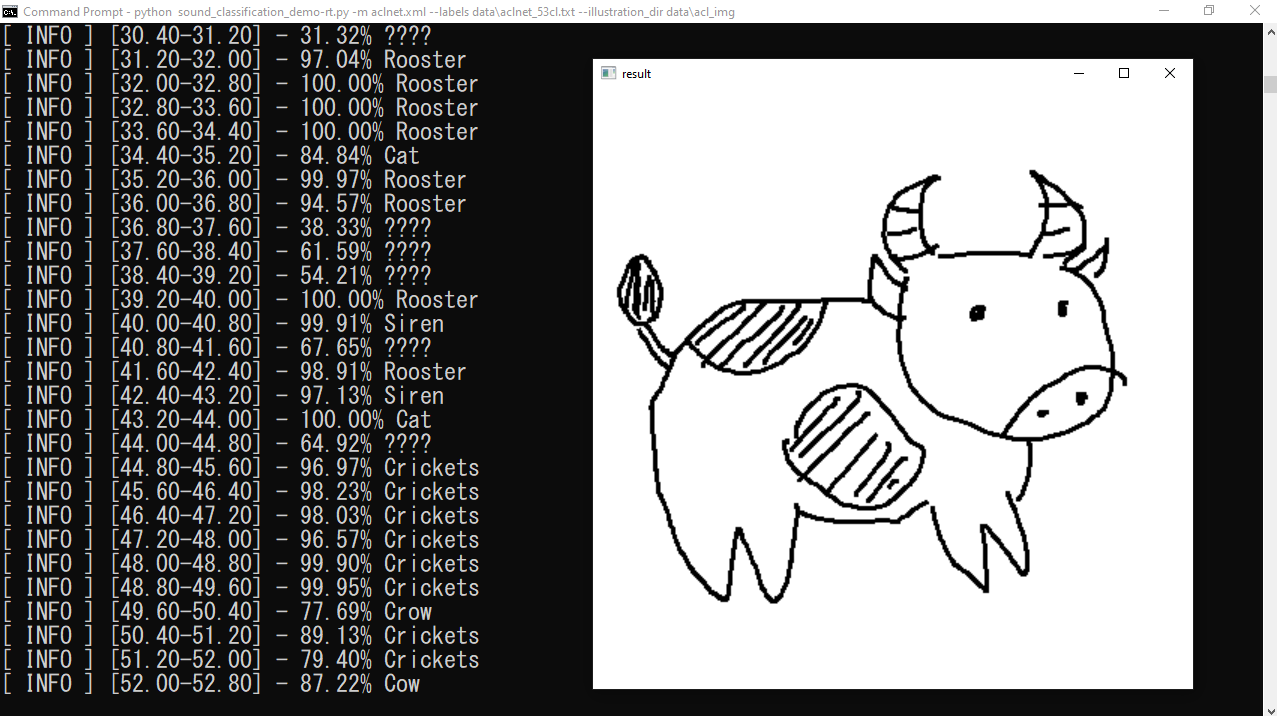 Command Prompt - python  sound_classification_demo-rt.py -m aclnet.xml --labels data\aclnet_53cl.txt --illustration_dir data\acl_img
[ INFO ] [30.40-31.20] - 31.32% ????
[ INFO ] [31.20-32.00] - 97.04% Rooster
[ INFO ] [32.00-32.80] - 100.00% Rooster
[ INFO ] [32.80-33.60] - 100.00% Rooster
[ INFO ] [33.60-34.40] - 100.00% Rooster
[ INFO ] [34.40-35.20] - 84.84% Cat
[ INFO ] [35.20-36.00] - 99.97% Rooster
[ INFO ] [36.00-36.80] - 94.57% Rooster
[ INFO ] [36.80-37.60] - 38.33% ????
[ INFO ] [37.60-38.40] - 61.59% ????
[ INFO ] [38.40-39.20] - 54.21% ????
[ INFO ] [39.20-40.00] - 100.00% Rooster
[ INFO ] [40.00-40.80] - 99.91% Siren
[ INFO ] [40.80-41.60] - 67.65% ????
[ INFO ] [41.60-42.40] - 98.91% Rooster
[ INFO ] [42.40-43.20] - 97.13% Siren
[ INFO ] [43.20-44.00] - 100.00% Cat
[ INFO ] [44.00-44.80] - 64.92% ????
[ INFO ] [44.80-45.60] - 96.97% Crickets
[ INFO ] [45.60-46.40] - 98.23% Crickets
[ INFO ] [46.40-47.20] - 98.03% Crickets
[ INFO ] [47.20-48.00] - 96.57% Crickets
[ INFO ] [48.00-48.80] - 99.90% Crickets
[ INFO ] [48.80-49.60] - 99.95% Crickets
[ INFO ] [49.60-50.40] - 77.69% Crow
[ INFO ] [50.40-51.20] - 89.13% Crickets
[ INFO ] [51.20-52.00] - 79.40% Crickets
[ INFO ] [52.00-52.80] - 87.22% Cow
result